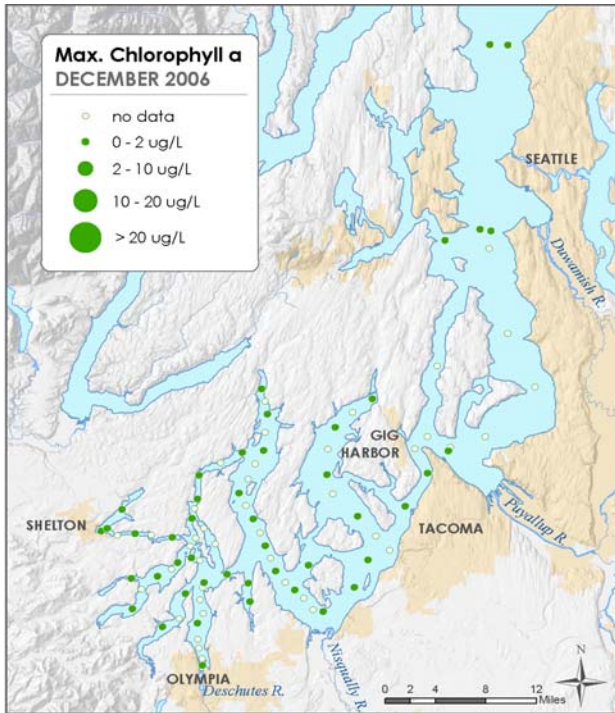 Max. Chlorophyll a
DECEMBER 2006
no data
0 - 2 ug/L
2 - 10 ug/L
10 - 20 ug/L
> 20 ug/L
SEATTLE
Duwamish R.
GIG
HARBOR
SHELTON
TACOMA
Puyallup R.
OLYMPIA
Deschutes R.
Nisqually R.
N
0 2 4 8 12
Miles